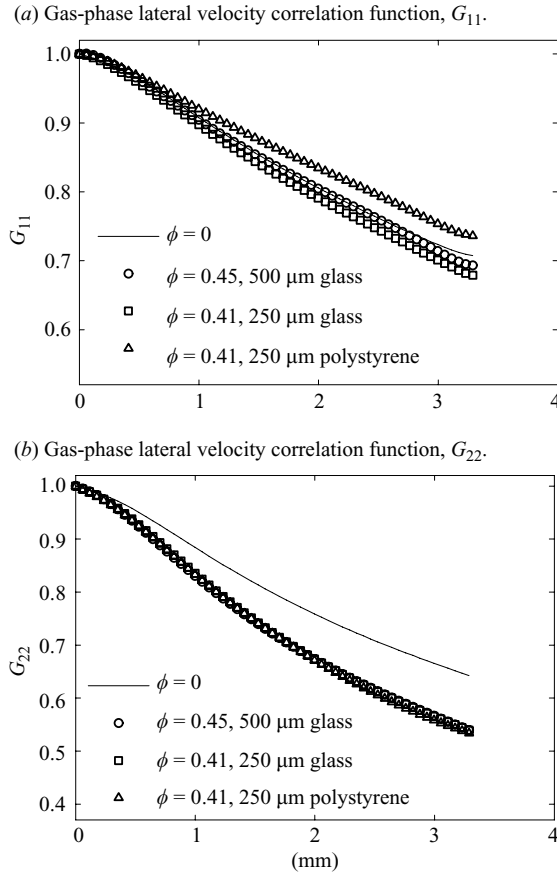 (a) Gas-phase lateral velocity correlation function, G₁₁.
1.0
0.9
0.8
0.7
0.6
G₁₁
ϕ = 0
ϕ = 0.45, 500 µm glass
ϕ = 0.41, 250 µm glass
ϕ = 0.41, 250 µm polystyrene
0 1 2 3 4
(b) Gas-phase lateral velocity correlation function, G₂₂.
1.0
0.9
0.8
0.7
0.6
0.5
0.4
G₂₂
ϕ = 0
ϕ = 0.45, 500 µm glass
ϕ = 0.41, 250 µm glass
ϕ = 0.41, 250 µm polystyrene
0 1 2 3 4
(mm)